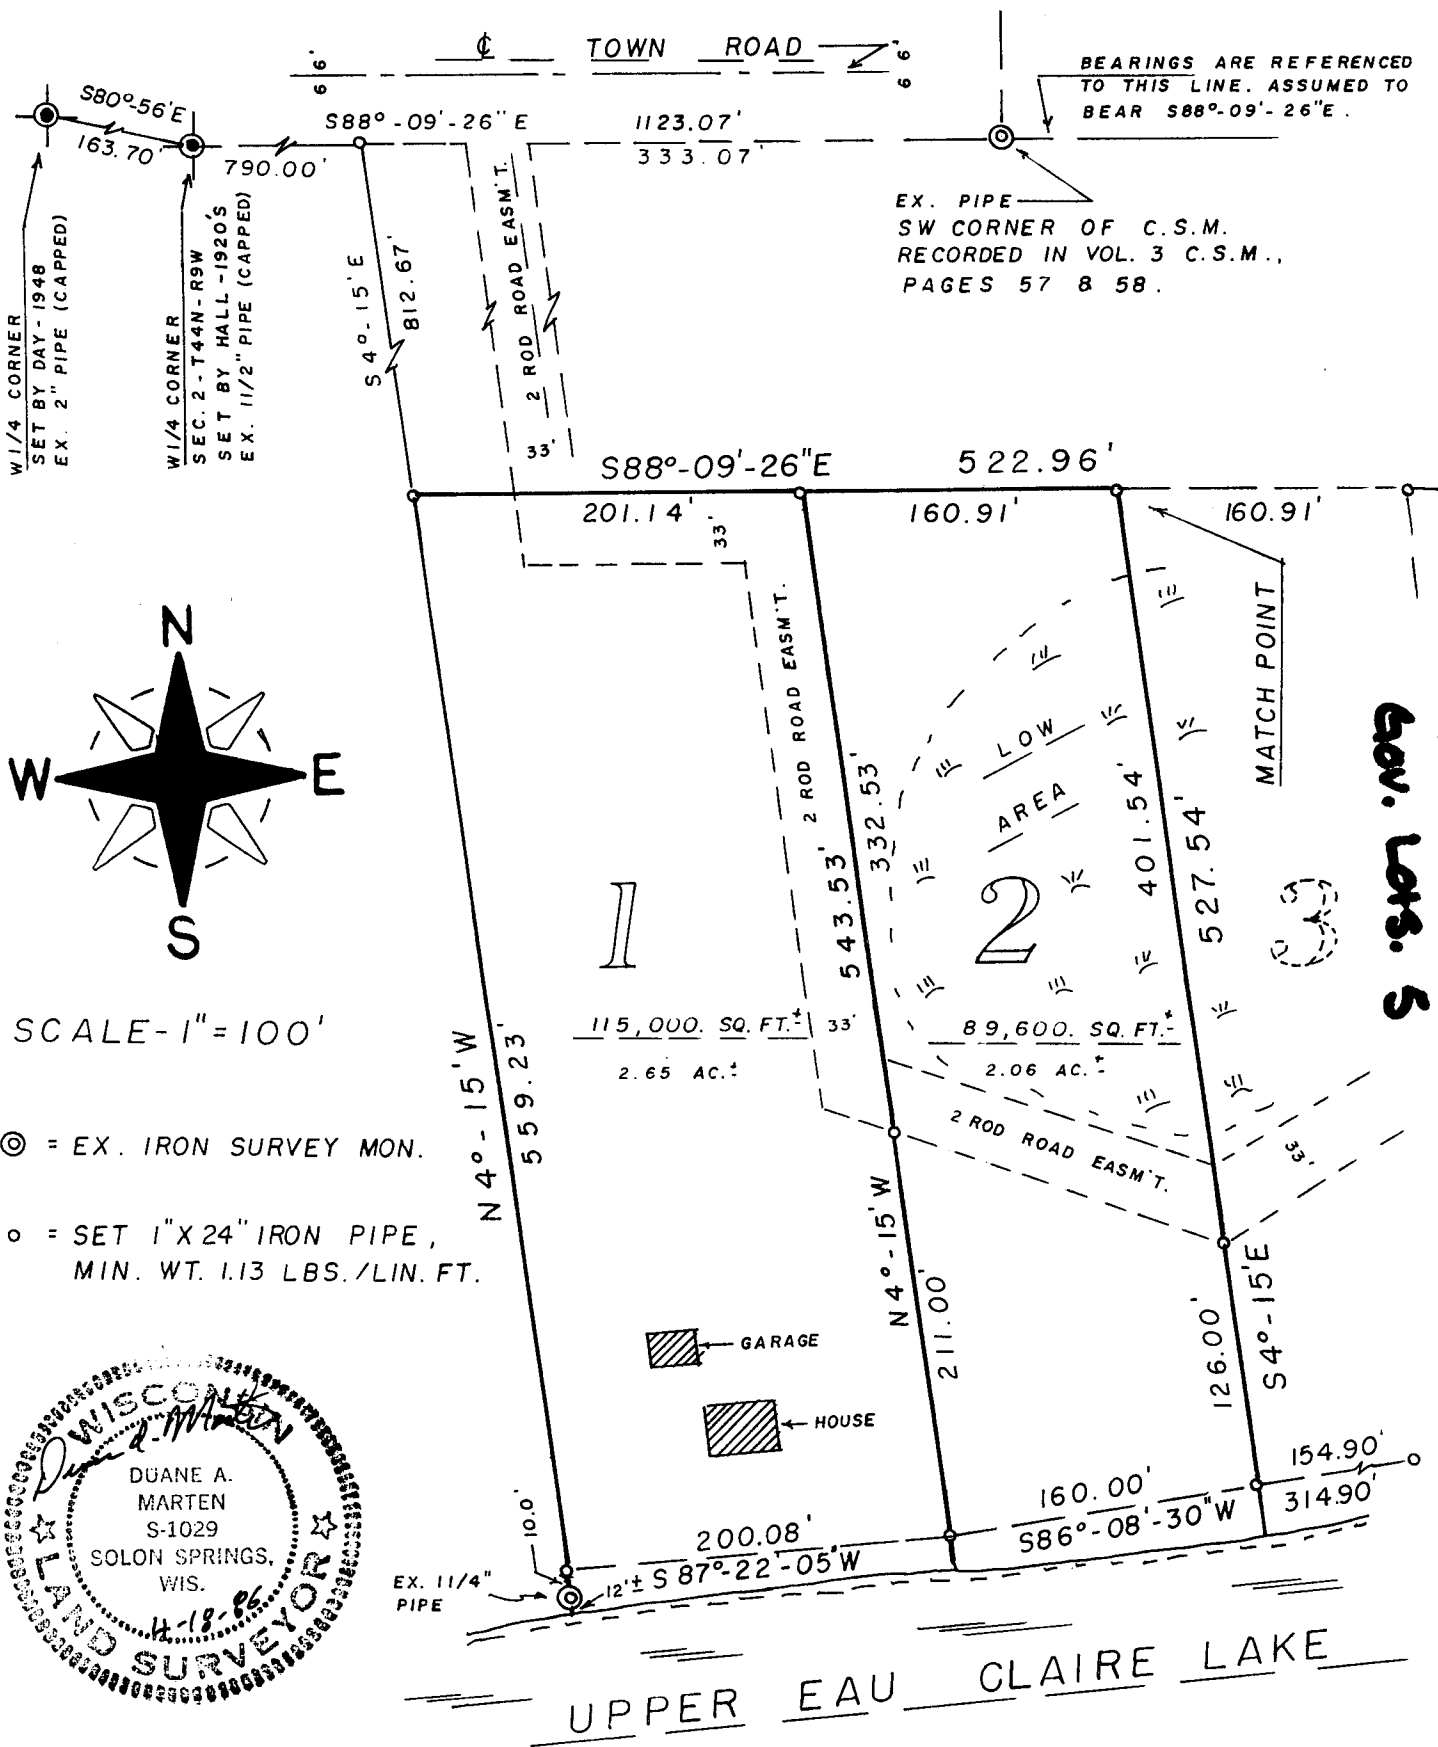 ℄ TOWN ROAD
66'
66'
BEARINGS ARE REFERENCED
TO THIS LINE. ASSUMED TO
BEAR S88°-09'-26"E.
S80°-56'E
163.70'
790.00'
S88°-09'-26"E
1123.07'
333.07'
EX. PIPE
SW CORNER OF C.S.M.
RECORDED IN VOL. 3 C.S.M.,
PAGES 57 & 58.
W1/4 CORNER
SET BY DAY-1948
EX. 2" PIPE (CAPPED)
W1/4 CORNER
SEC. 2-T44N-R9W
SET BY HALL-1920'S
EX. 11/2" PIPE (CAPPED)
S4°-15'E
812.67'
2 ROD ROAD EASM'T.
33'
S88°-09'-26"E
522.96'
201.14'
160.91'
160.91'
33'
MATCH POINT
N
W
E
S
2 ROD ROAD EASM'T.
LOW
AREA
543.53'
332.53'
401.54'
527.54'
Gov. Lots. 5
1
2
3
SCALE-1"=100'
115,000. SQ. FT.±
2.65 AC.±
33'
89,600. SQ. FT.±
2.06 AC.±
N4°-15'W
559.23'
2 ROD ROAD EASM'T.
33'
= EX. IRON SURVEY MON.
= SET 1"X24" IRON PIPE,
MIN. WT. 1.13 LBS./LIN. FT.
N4°-15'W
211.00'
126.00'
S4°-15'E
GARAGE
HOUSE
WISCONSIN
Duane A. Marten
DUANE A.
MARTEN
S-1029
SOLON SPRINGS,
WIS.
4-18-86
LAND SURVEYOR
10.0'
EX. 11/4"
PIPE
12'±
200.08'
S87°-22'-05"W
160.00'
S86°-08'-30"W
154.90'
314.90'
UPPER EAU CLAIRE LAKE